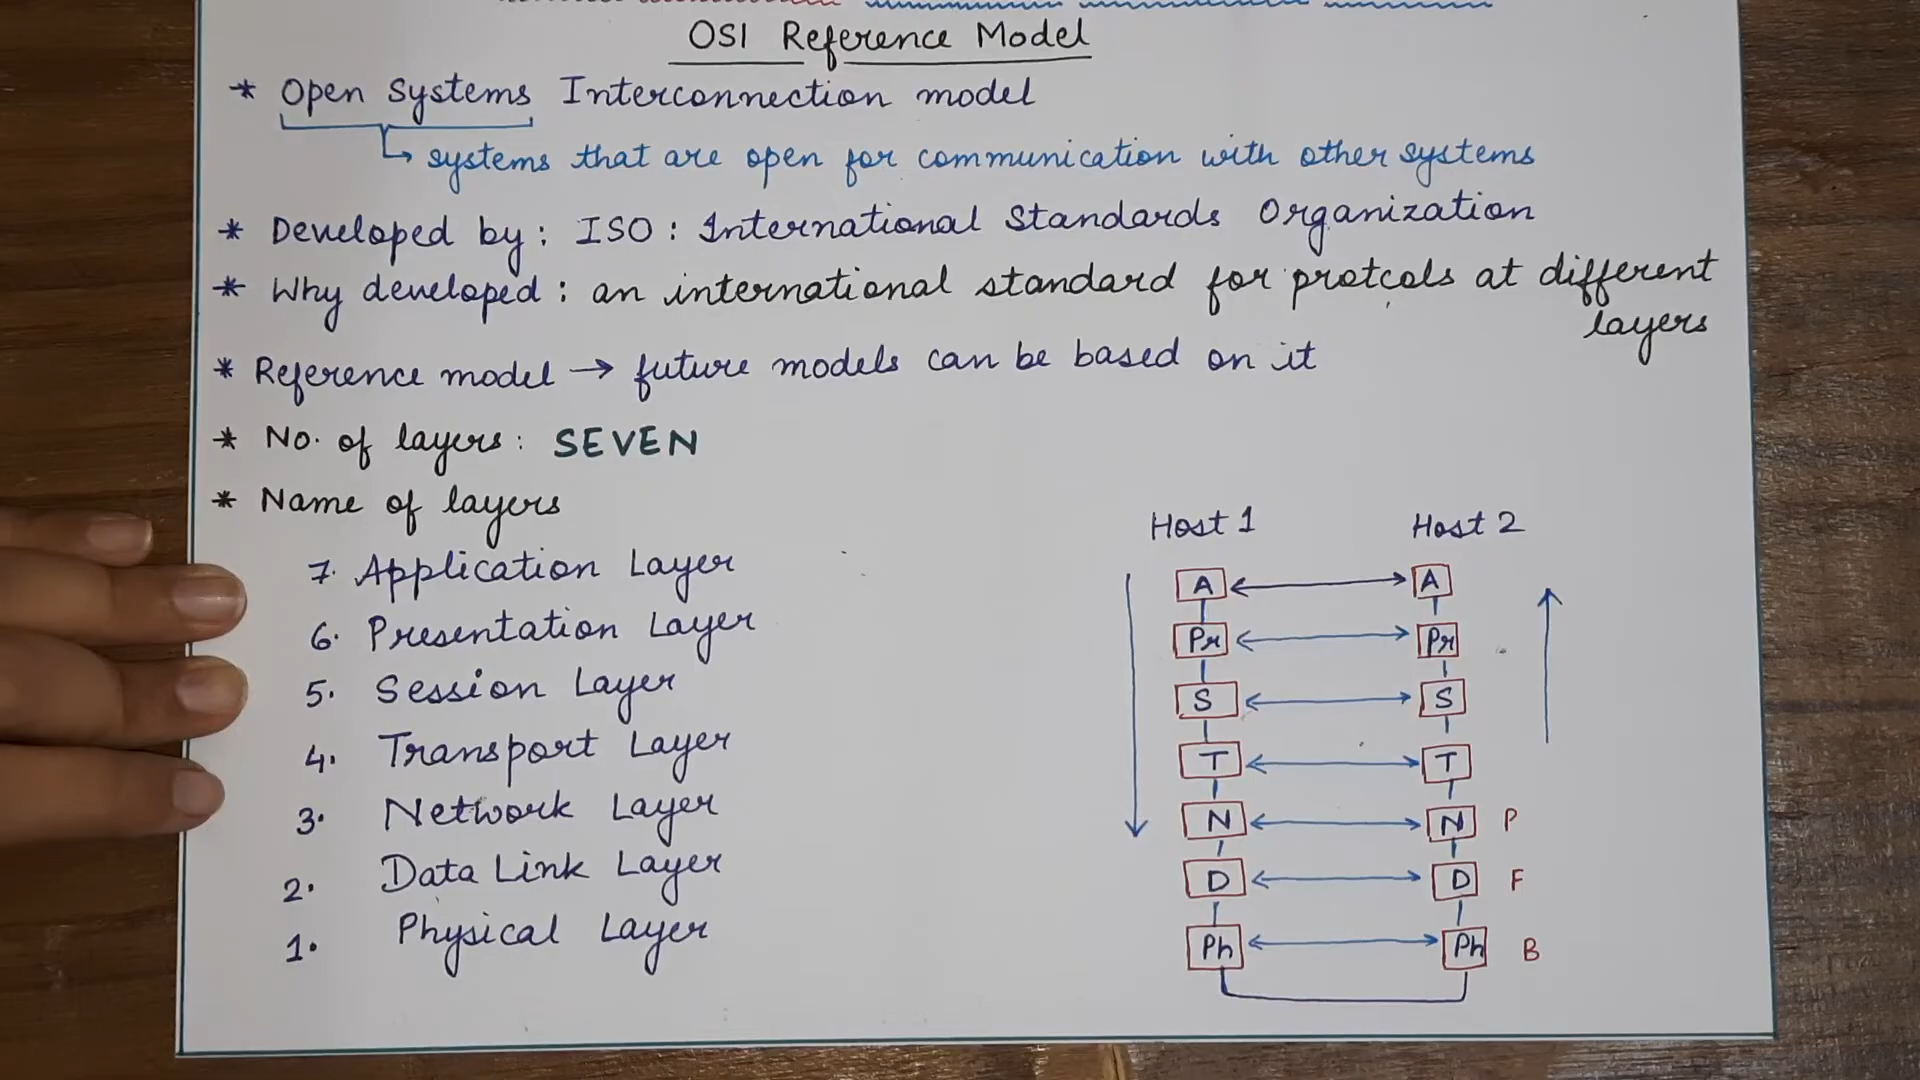 OSI Reference Model
* Open Systems Interconnection model
systems that are open for communication with other systems
* Developed by : ISO : International Standards Organization
* Why developed : an international standard for protcols at different
layers
* Reference model → future models can be based on it
* No. of layers : SEVEN
* Name of layers
7. Application Layer
6. Presentation Layer
5. Session Layer
4. Transport Layer
3. Network Layer
2. Data Link Layer
1. Physical Layer
Host 1 Host 2
A A
Pr Pr
S S
T T
N N P
D D F
Ph Ph B